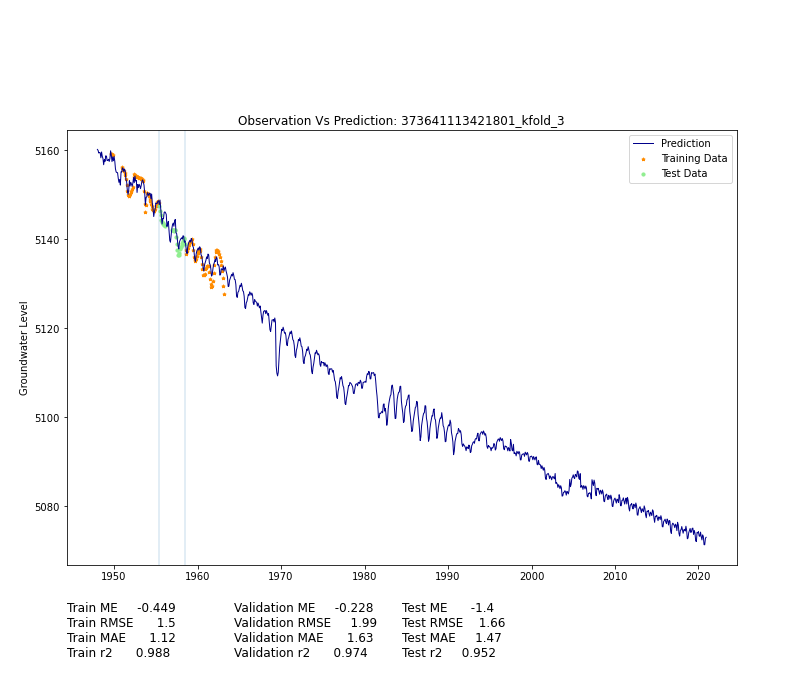 Observation Vs Prediction: 373641113421801_kfold_3
Prediction
Training Data
Test Data
Groundwater Level
5160
5140
5120
5100
5080
1950 1960 1970 1980 1990 2000 2010 2020
Train ME -0.449 Validation ME -0.228 Test ME -1.4
Train RMSE 1.5 Validation RMSE 1.99 Test RMSE 1.66
Train MAE 1.12 Validation MAE 1.63 Test MAE 1.47
Train r2 0.988 Validation r2 0.974 Test r2 0.952